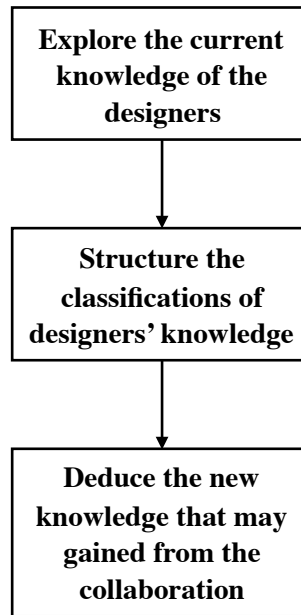 Explore the current
knowledge of the
designers
Structure the
classifications of
designers’ knowledge
Deduce the new
knowledge that may
gained from the
collaboration